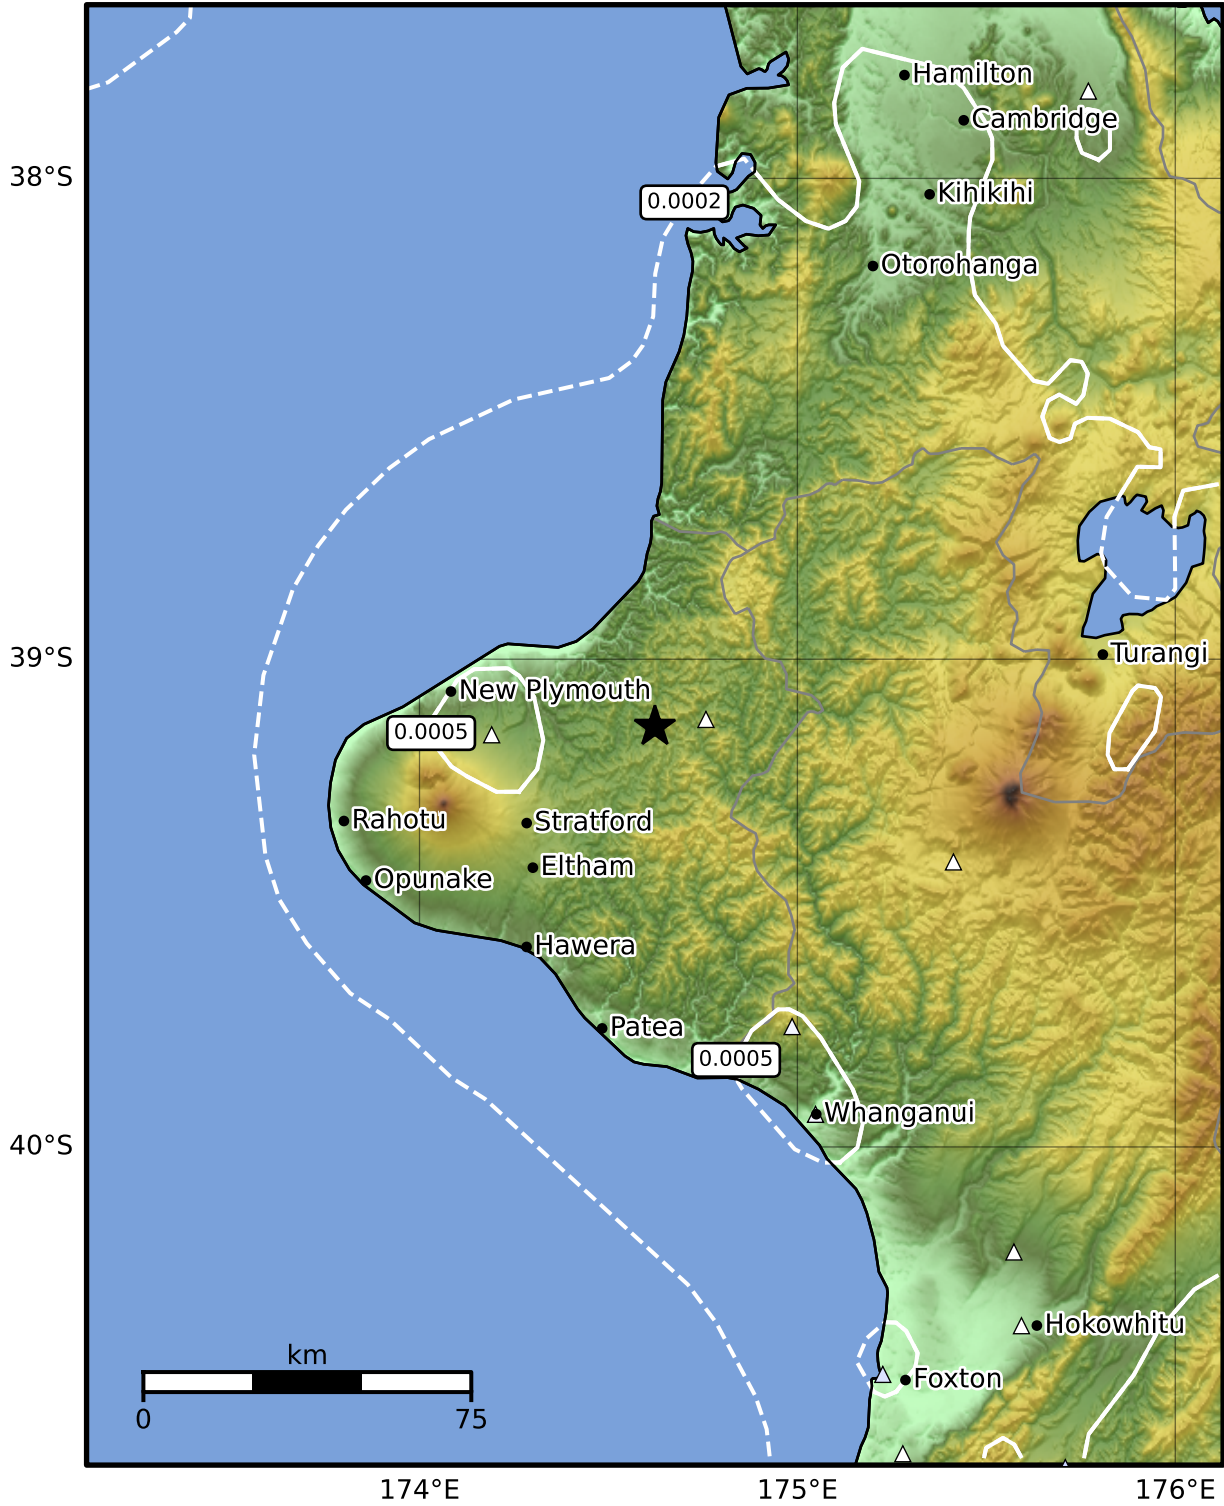 Hamilton
Cambridge
38°S
Kihikihi
0.0002
Otorohanga
39°S
Turangi
New Plymouth
0.0005
Rahotu
Stratford
Eltham
Opunake
Hawera
Patea
0.0005
Whanganui
40°S
Hokowhitu
km
Foxton
0
75
174°E
175°E
176°E